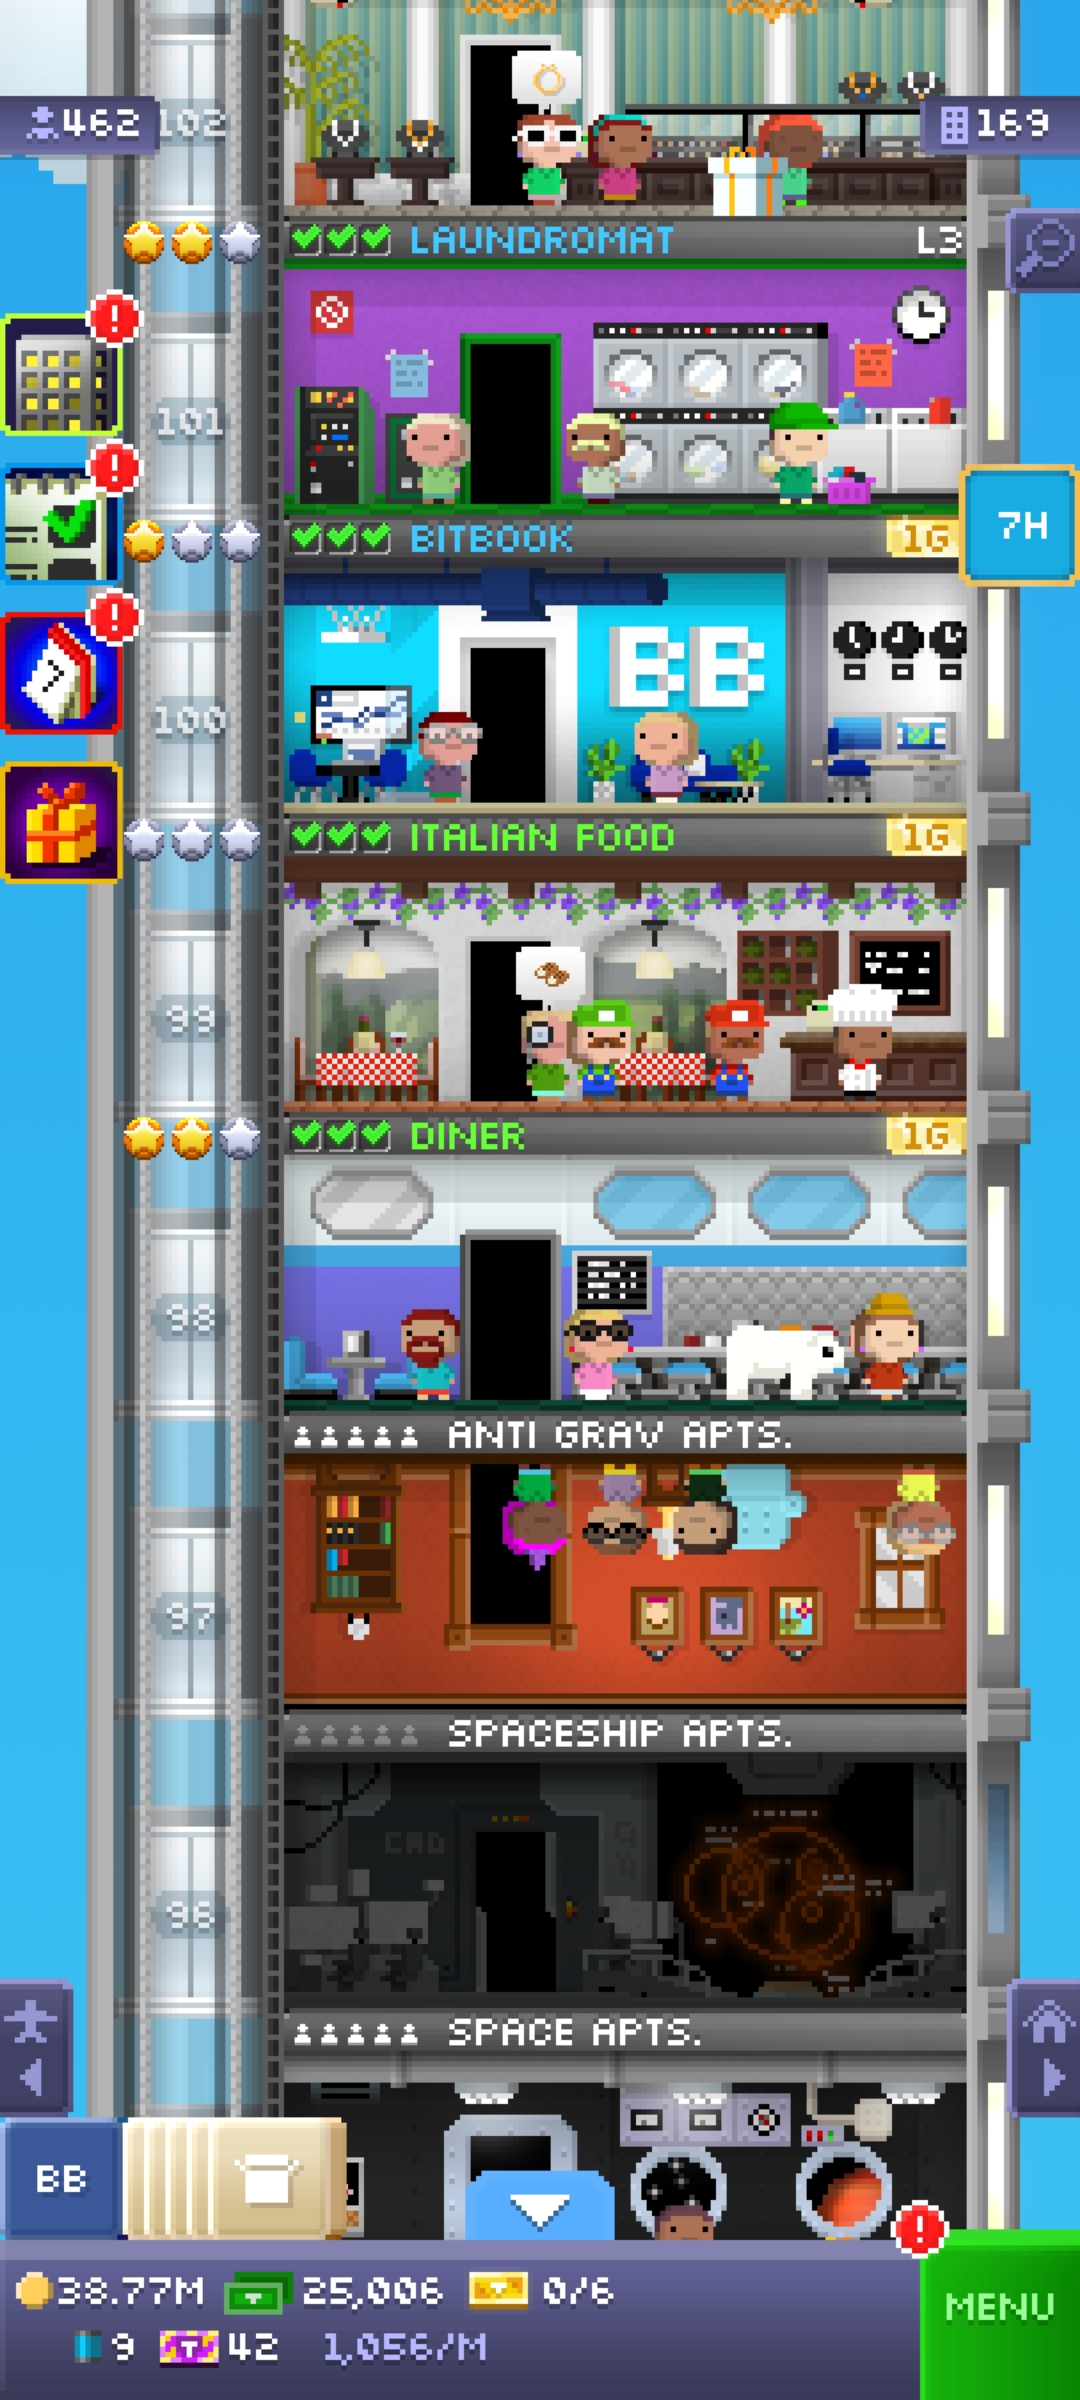 462
102
169
LAUNDROMAT
L3
101
BITBOOK
1G
7H
BB
100
ITALIAN FOOD
1G
99
DINER
1G
98
ANTI GRAV APTS.
97
SPACESHIP APTS.
CAD
96
SPACE APTS.
BB
38.77M
25,006
0/6
MENU
9
T
42
1,056/M